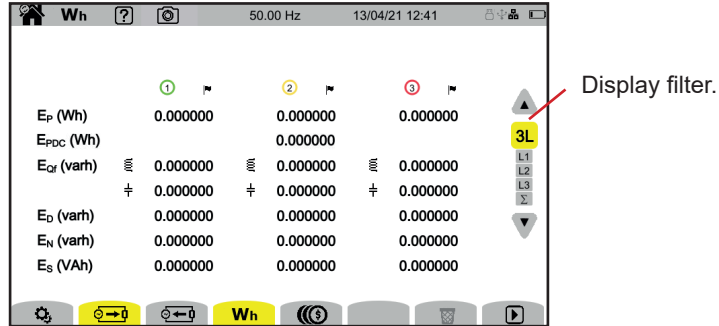 Wh ? 50.00 Hz 13/04/21 12:41
Display filter.
1 2 3
EP (Wh) 0.000000 0.000000 0.000000
3L
EPDC (Wh) 0.000000
L1
EQf (varh) 0.000000 0.000000 0.000000
L2
L3
0.000000 0.000000 0.000000
Σ
ED (varh) 0.000000 0.000000 0.000000
EN (varh) 0.000000 0.000000 0.000000
ES (VAh) 0.000000 0.000000 0.000000
Wh $